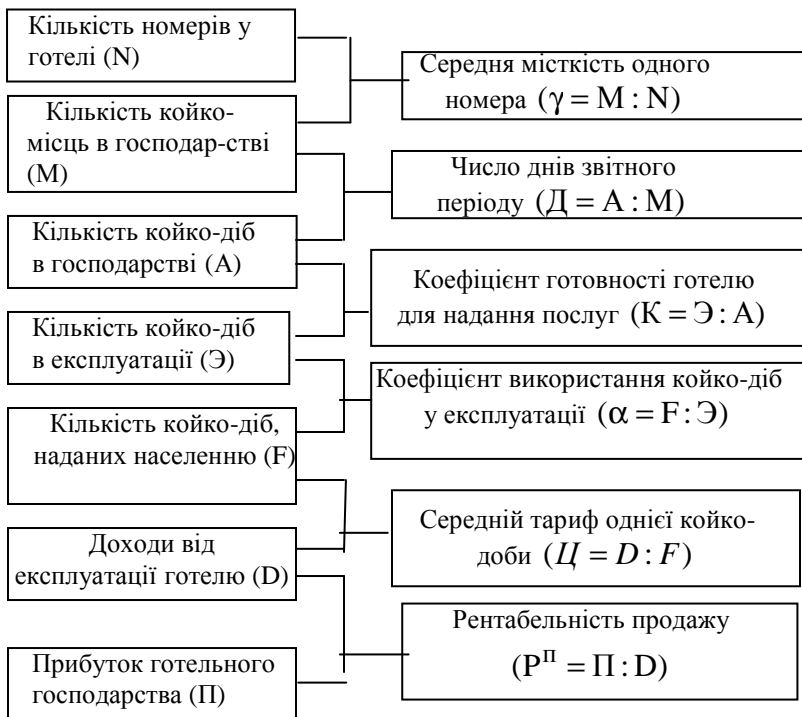 Кількість номерів у
готелі (N)
Кількість койко-
місць в господар-стві
(М)
Кількість койко-діб
в господарстві (А)
Кількість койко-діб
в експлуатації (Э)
Кількість койко-діб,
наданих населенню (F)
Доходи від
експлуатації готелю (D)
Прибуток готельного
господарства (П)
Середня місткість одного
номера (γ = М : N)
Число днів звітного
періоду (Д = А : М)
Коефіцієнт готовності готелю
для надання послуг (К = Э : А)
Коефіцієнт використання койко-діб
у експлуатації (α = F : Э)
Середній тариф однієї койко-
доби (Ц = D : F)
Рентабельність продажу
(Pᴨ = П : D)